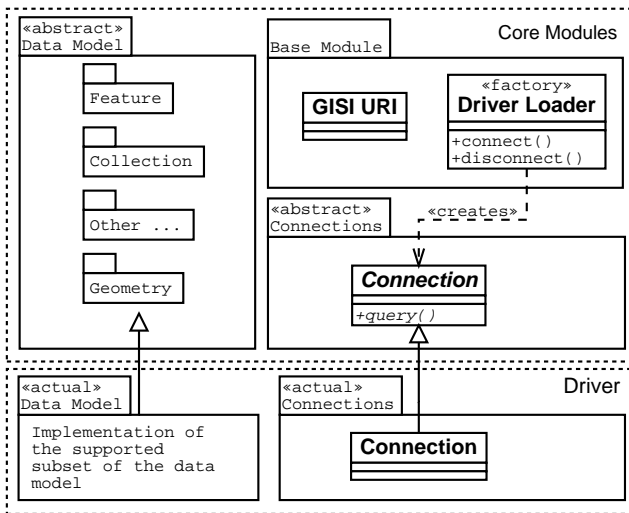 «abstract»
Data Model
Feature
Collection
Other ...
Geometry
Core Modules
Base Module
GISI URI
«factory»
Driver Loader
+connect()
+disconnect()
«creates»
«abstract»
Connections
Connection
+query()
Driver
«actual»
Data Model
Implementation of
the supported
subset of the data
model
«actual»
Connections
Connection